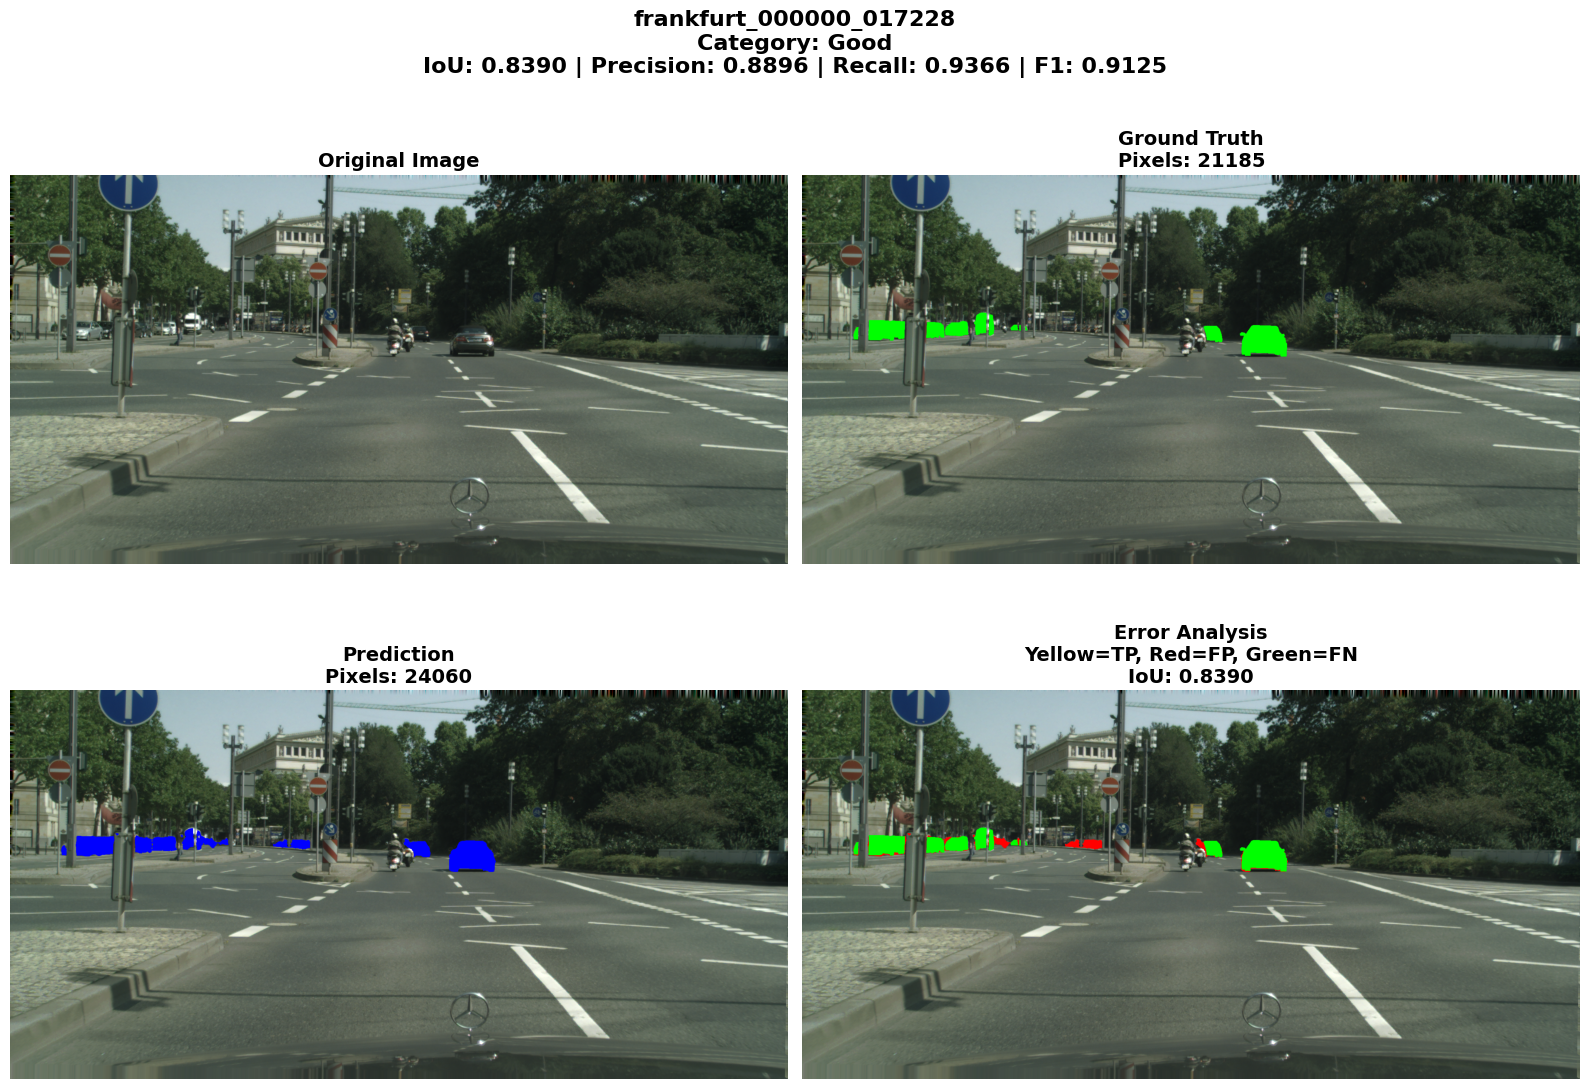 frankfurt_000000_017228
Category: Good
IoU: 0.8390 | Precision: 0.8896 | Recall: 0.9366 | F1: 0.9125
Original Image
Ground Truth
Pixels: 21185
Prediction
Pixels: 24060
Error Analysis
Yellow=TP, Red=FP, Green=FN
IoU: 0.8390